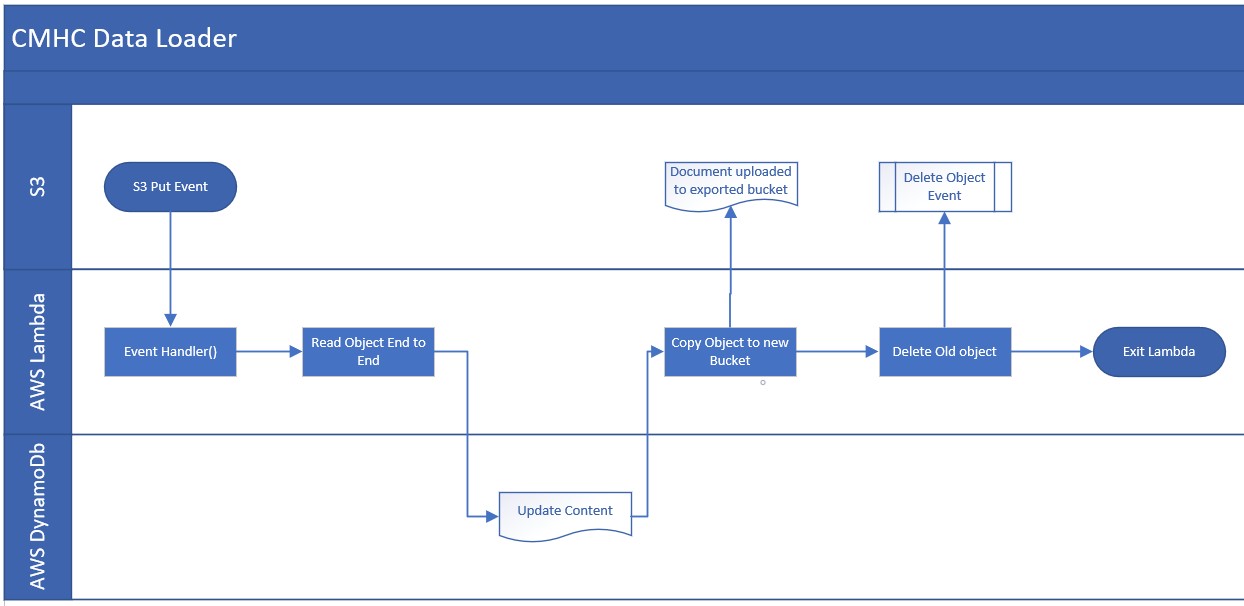 CMHC Data Loader
S3
S3 Put Event
Document uploaded
to exported bucket
Delete Object
Event
AWS Lambda
Event Handler()
Read Object End to
End
Copy Object to new
Bucket
Delete Old object
Exit Lambda
AWS DynamoDb
Update Content